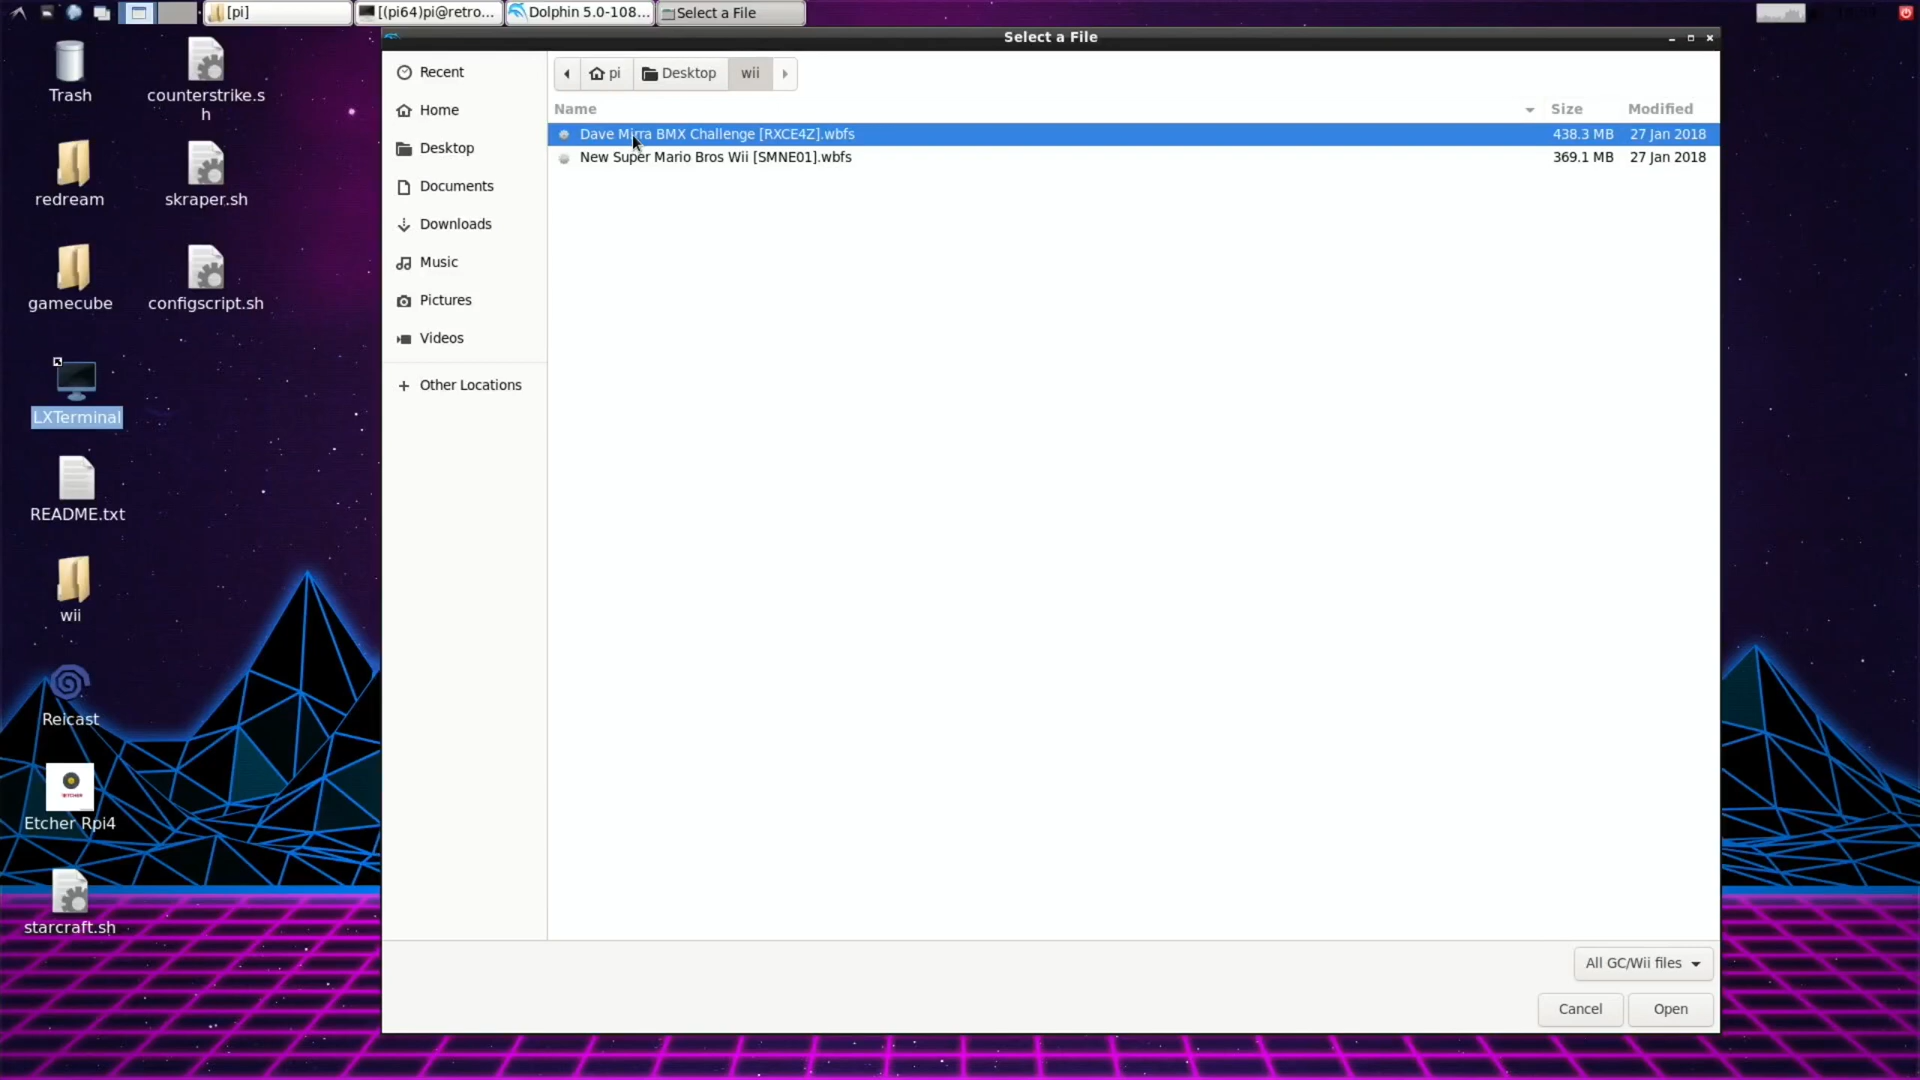 [pi]
[(pi64)pi@retro...
Dolphin 5.0-108...
Select a File
Select a File
Trash
counterstrike.s
h
redream
skraper.sh
gamecube
configscript.sh
LXTerminal
README.txt
wii
Reicast
Etcher Rpi4
starcraft.sh
Recent
Home
Desktop
Documents
Downloads
Music
Pictures
Videos
Other Locations
pi
Desktop
wii
Name
Size
Modified
Dave Mirra BMX Challenge [RXCE4Z].wbfs
438.3 MB
27 Jan 2018
New Super Mario Bros Wii [SMNE01].wbfs
369.1 MB
27 Jan 2018
All GC/Wii files
Cancel
Open